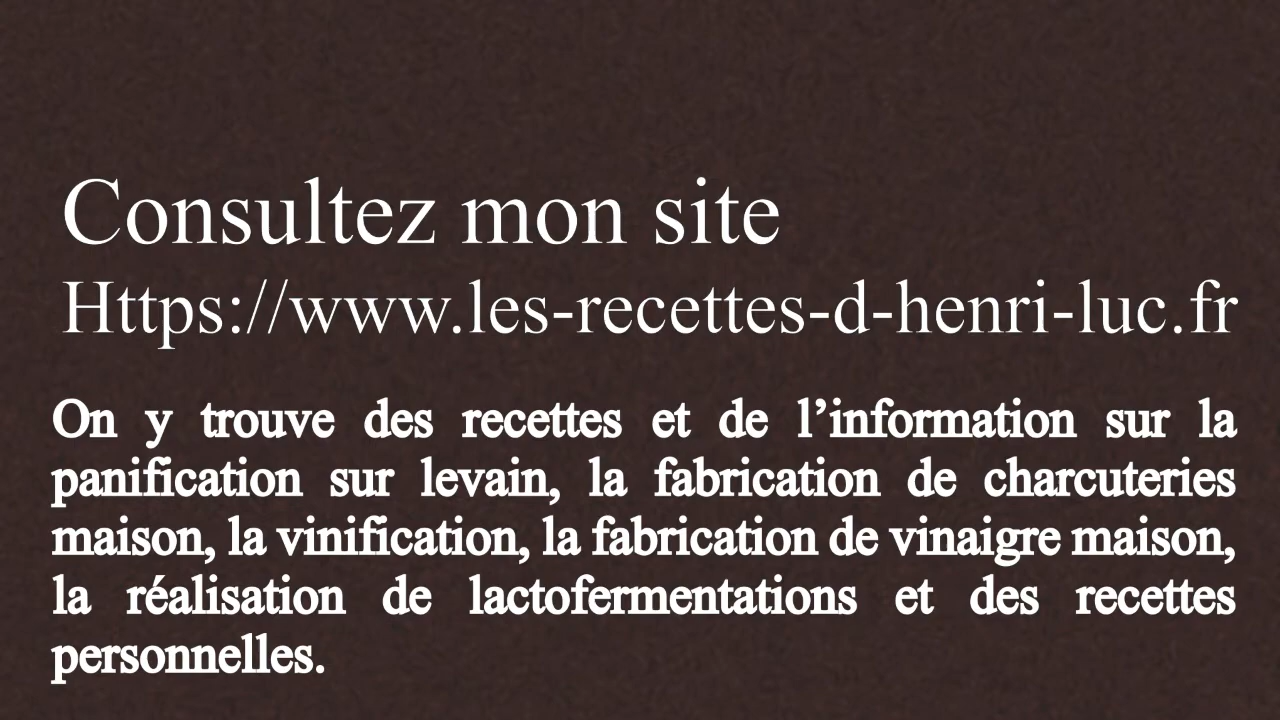 Consultez mon site
Https://www.les-recettes-d-henri-luc.fr
On y trouve des recettes et de l’information sur la
panification sur levain, la fabrication de charcuteries
maison, la vinification, la fabrication de vinaigre maison,
la réalisation de lactofermentations et des recettes
personnelles.